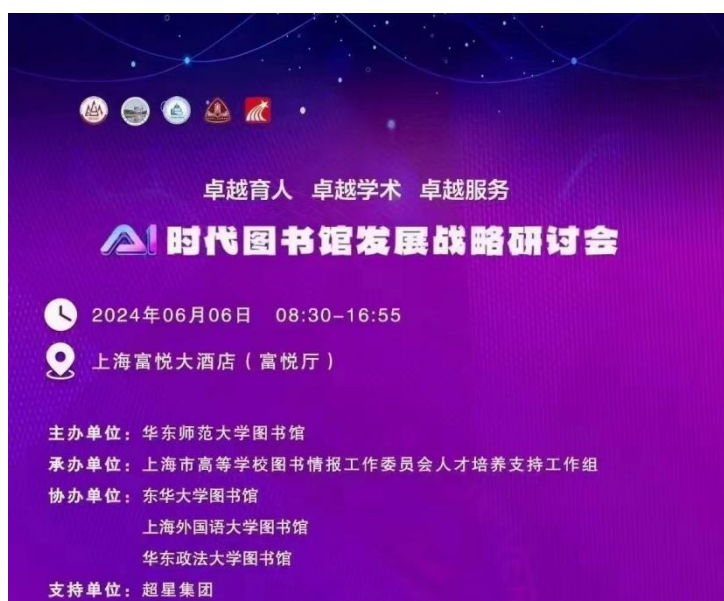 卓越育人 卓越学术 卓越服务
AI时代图书馆发展战略研讨会
2024年06月06日 08:30-16:55
上海富悦大酒店（富悦厅）
主办单位：华东师范大学图书馆
承办单位：上海市高等学校图书情报工作委员会人才培养支持工作组
协办单位：东华大学图书馆
上海外国语大学图书馆
华东政法大学图书馆
支持单位：超星集团